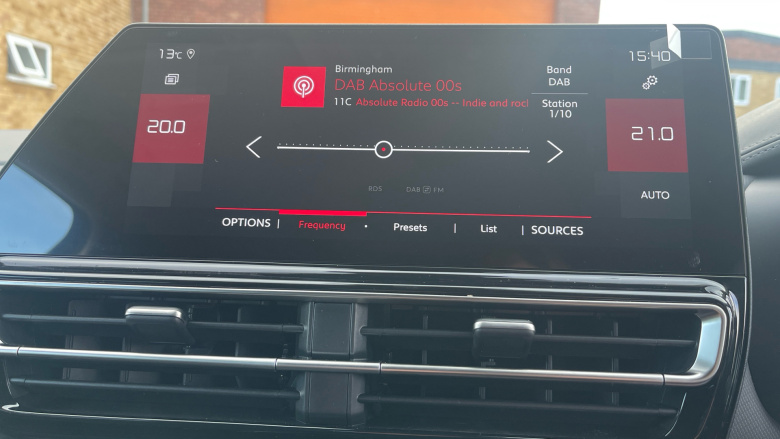 13°C
15:40
Birmingham
DAB Absolute 00s
11C Absolute Radio 00s -- Indie and roc
Band
DAB
Station
1/10
20.0
21.0
AUTO
RDS DAB FM
OPTIONS | Frequency • Presets | List | SOURCES